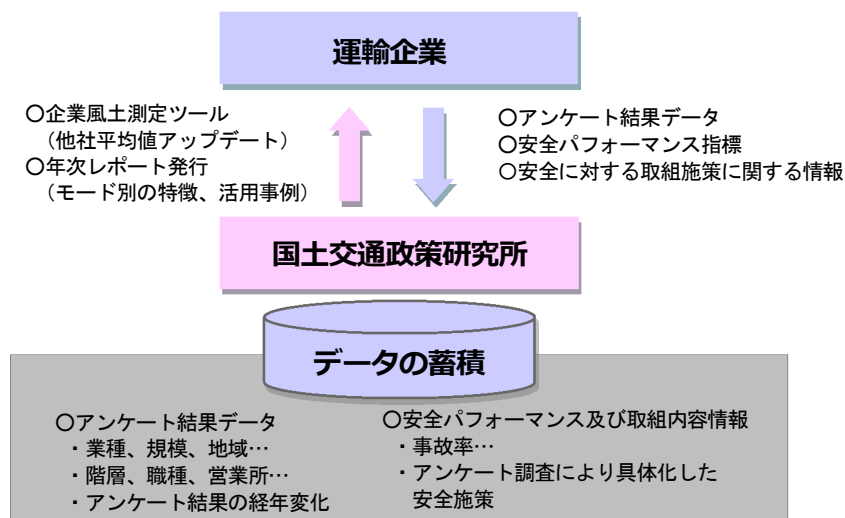 運輸企業
〇企業風土測定ツール
（他社平均値アップデート）
〇年次レポート発行
（モード別の特徴、活用事例）
〇アンケート結果データ
〇安全パフォーマンス指標
〇安全に対する取組施策に関する情報
国土交通政策研究所
データの蓄積
〇アンケート結果データ
・業種、規模、地域…
・階層、職種、営業所…
・アンケート結果の経年変化
〇安全パフォーマンス及び取組内容情報
・事故率…
・アンケート調査により具体化した
安全施策